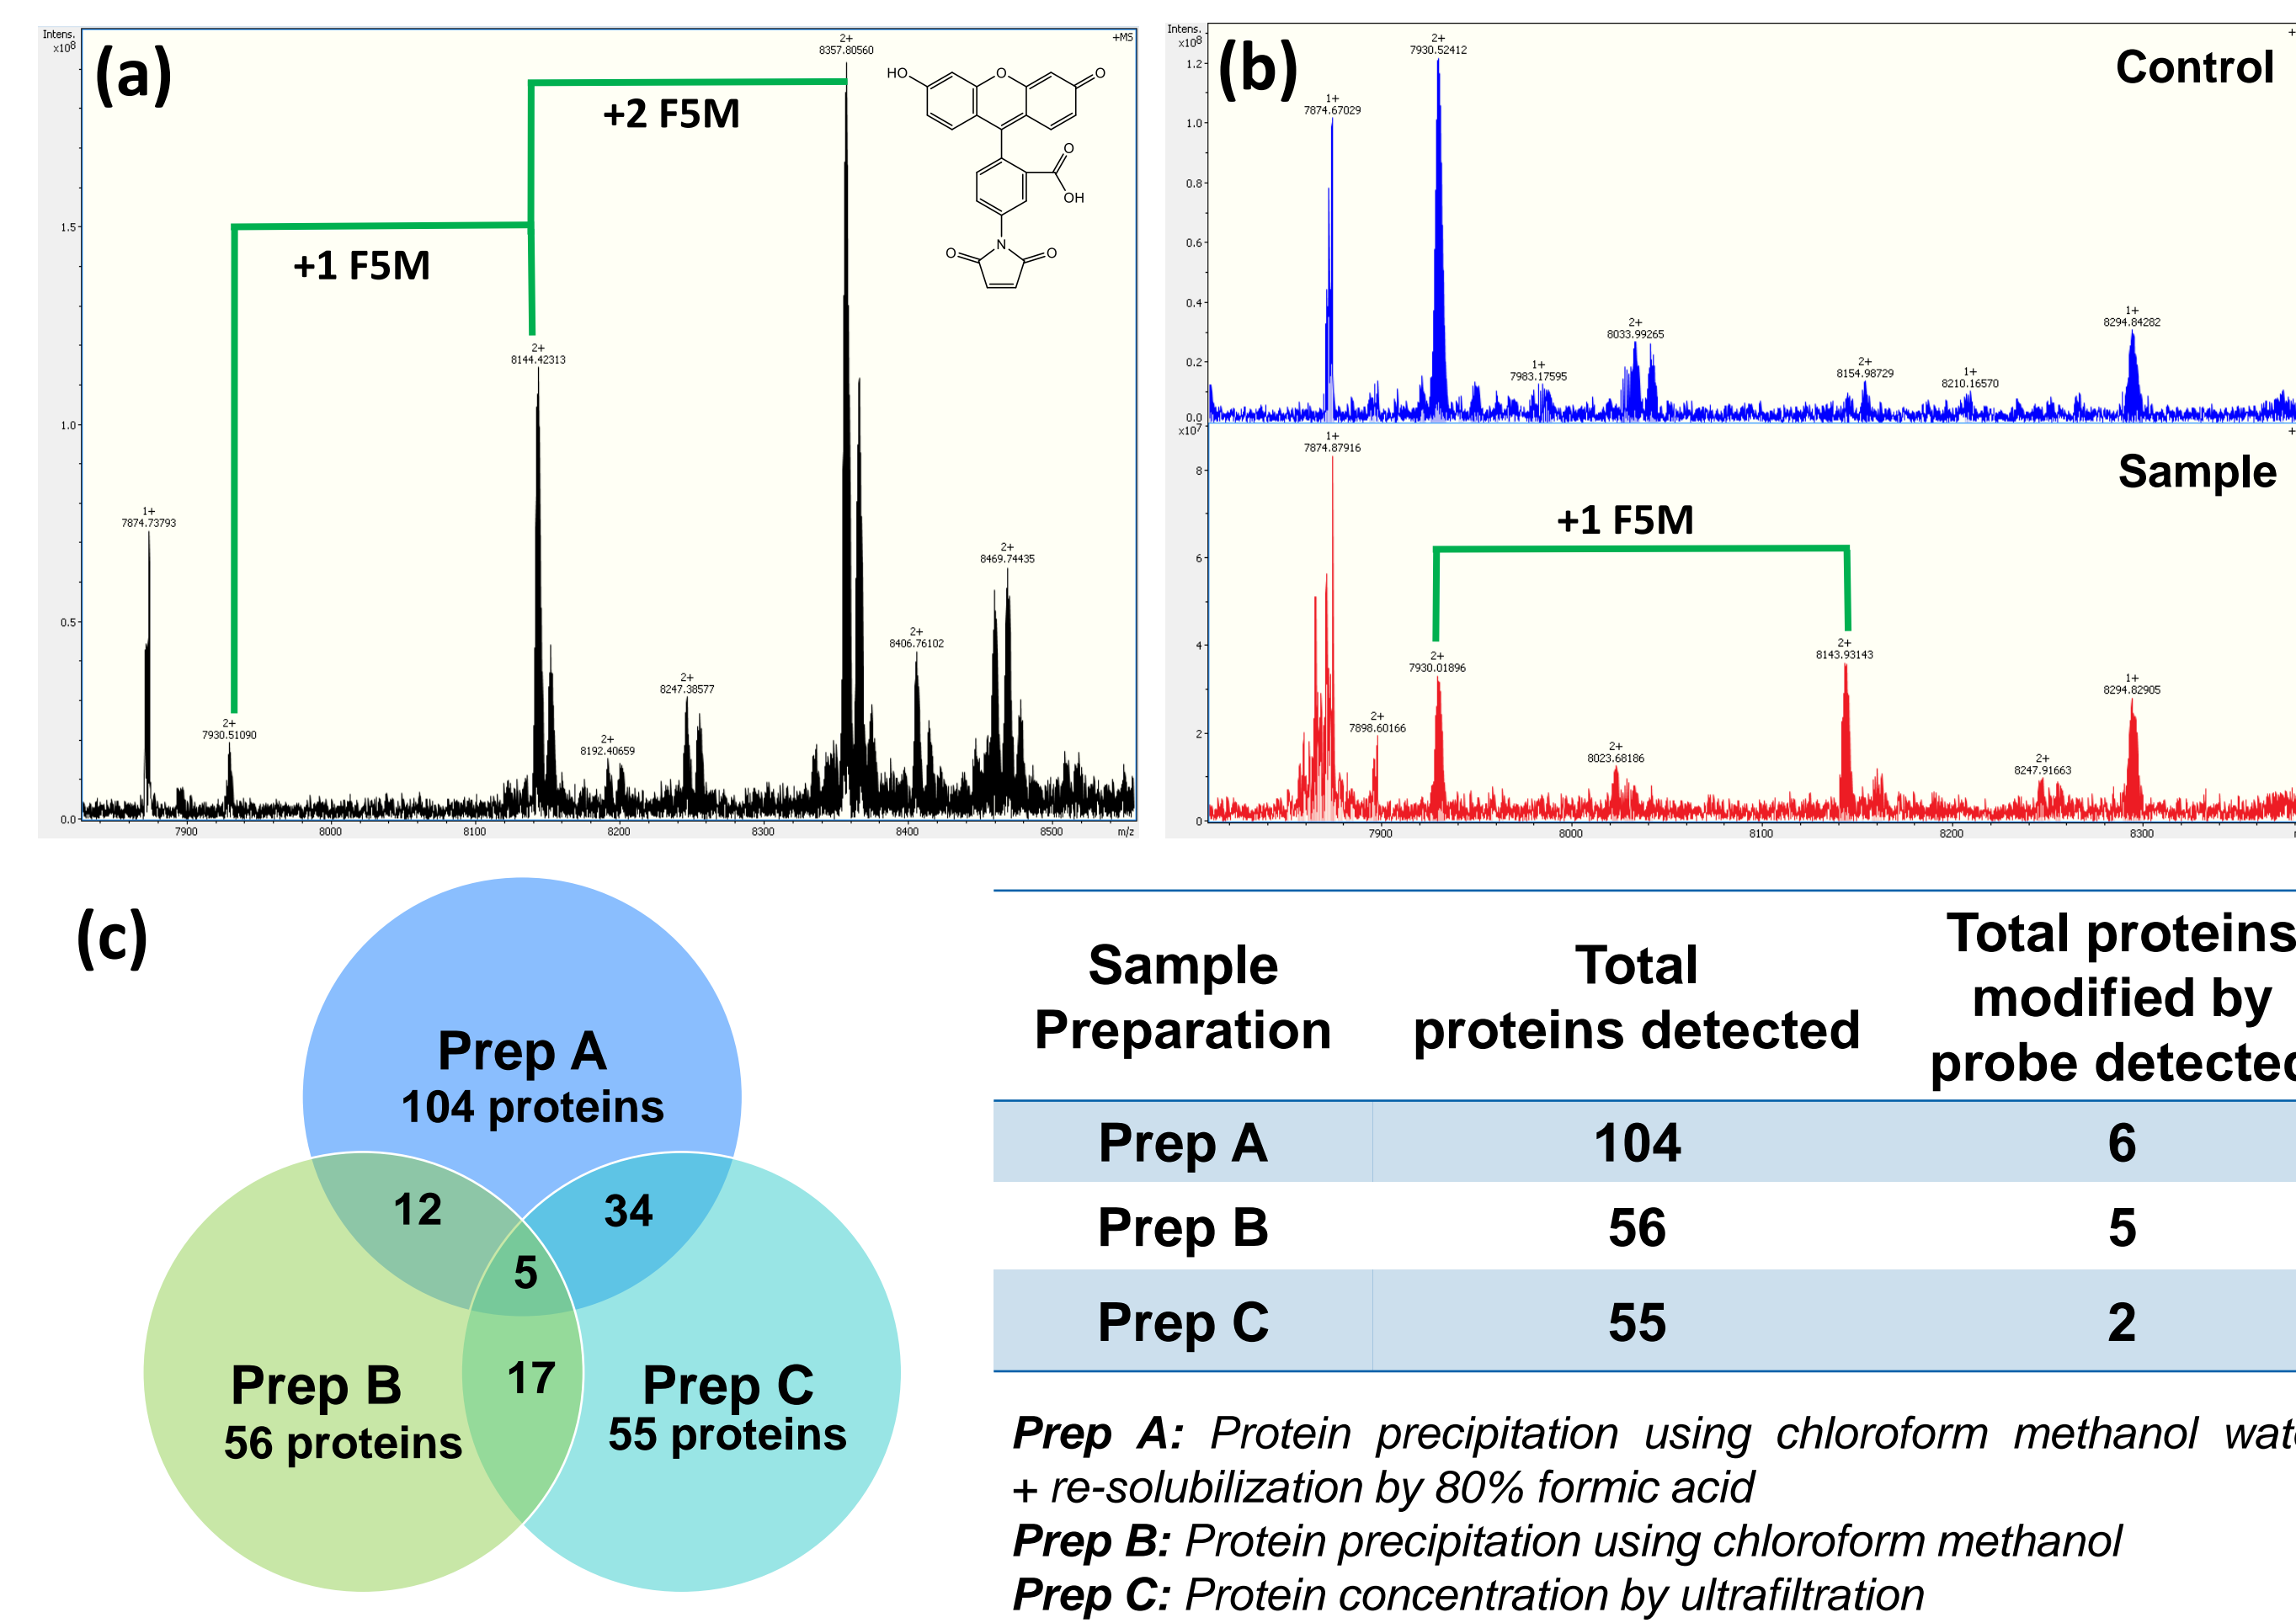 (a)
Intens.
x10⁸
+MS
2+
8357.80560
HO
O
O
O
OH
N
O
O
+2 F5M
+1 F5M
1.5
1.0
0.5
0.0
2+
8144.42313
1+
7874.73793
2+
7930.51090
2+
8192.40659
2+
8247.38577
2+
8406.76102
2+
8469.74435
7900 8000 8100 8200 8300 8400 8500 m/z
(b)
Intens.
x10⁸
Control
1.2
1.0
0.8
0.6
0.4
0.2
0.0
2+
7930.52412
1+
7874.67029
1+
7983.17595
2+
8033.99265
2+
8154.98729
1+
8210.16570
1+
8294.84282
x10⁷
Sample
8
6
4
2
0
+1 F5M
1+
7874.87916
2+
7898.60166
2+
7930.01896
2+
8023.68186
2+
8143.93143
2+
8247.91663
1+
8294.82905
7900 8000 8100 8200 8300
(c)
Prep A
104 proteins
12
34
5
17
Prep B
56 proteins
Prep C
55 proteins
Sample Preparation
Total proteins detected
Total proteins modified by probe detected
Prep A 104 6
Prep B 56 5
Prep C 55 2
Prep A: Protein precipitation using chloroform methanol
+ re-solubilization by 80% formic acid
Prep B: Protein precipitation using chloroform methanol
Prep C: Protein concentration by ultrafiltration